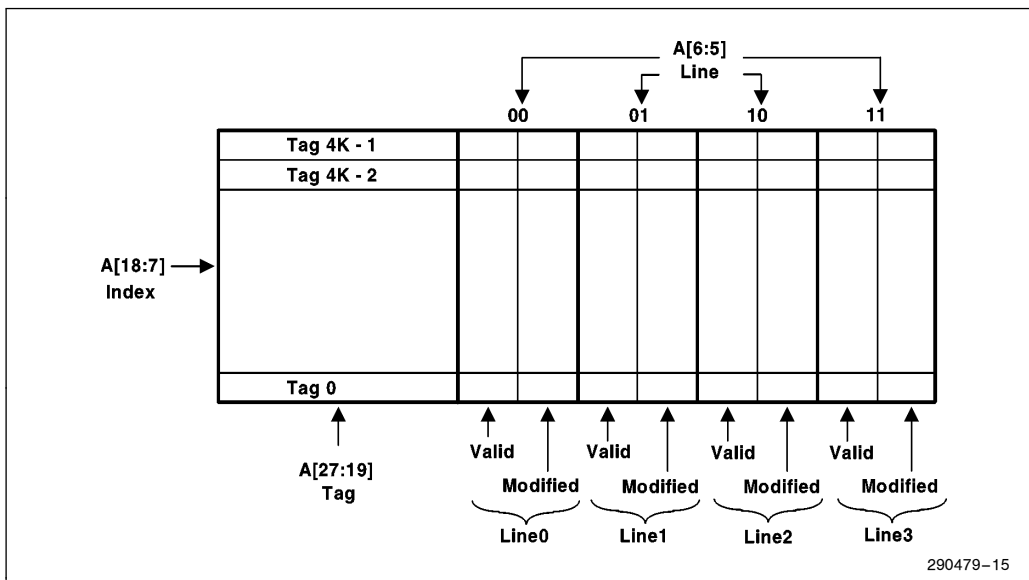 A[6:5]
Line
00 01 10 11
Tag 4K - 1
Tag 4K - 2
A[18:7]
Index
Tag 0
A[27:19]
Tag
Valid Valid Valid Valid
Modified Modified Modified Modified
Line0 Line1 Line2 Line3
290479–15